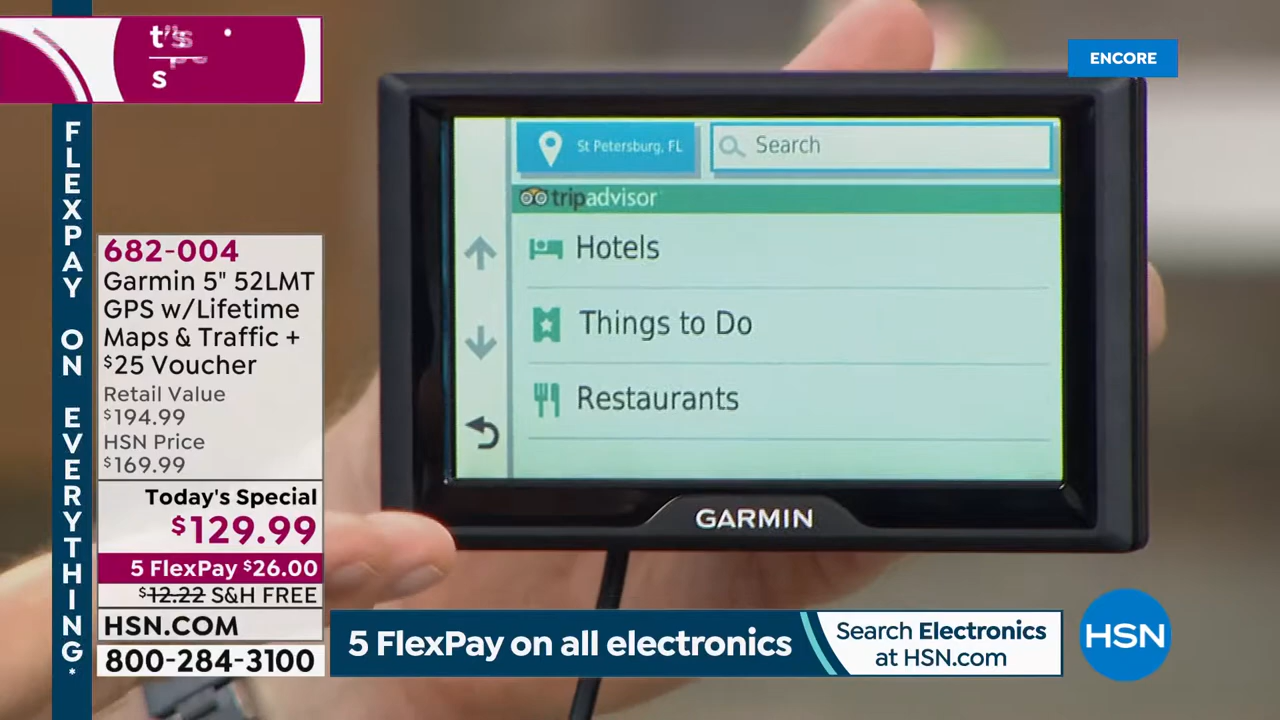 ENCORE
FLEXPAY ON EVERYTHING*
682-004
Garmin 5" 52LMT
GPS w/Lifetime
Maps & Traffic +
$25 Voucher
Retail Value
$194.99
HSN Price
$169.99
Today's Special
$129.99
5 FlexPay $26.00
$12.22 S&H FREE
HSN.COM
800-284-3100
St Petersburg, FL
Search
tripadvisor
Hotels
Things to Do
Restaurants
GARMIN
5 FlexPay on all electronics
Search Electronics
at HSN.com
HSN